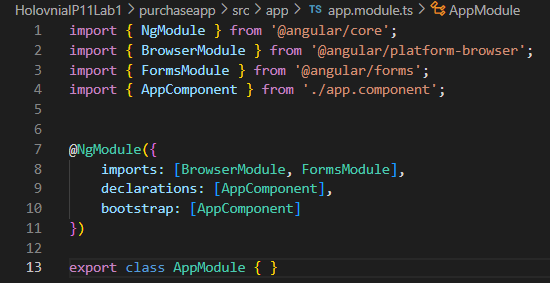 HolovniaIP11Lab1 > purchaseapp > src > app > TS app.module.ts > AppModule
1 import { NgModule } from '@angular/core';
2 import { BrowserModule } from '@angular/platform-browser';
3 import { FormsModule } from '@angular/forms';
4 import { AppComponent } from './app.component';
5
6
7 @NgModule({
8     imports: [BrowserModule, FormsModule],
9     declarations: [AppComponent],
10     bootstrap: [AppComponent]
11 })
12
13 export class AppModule { }